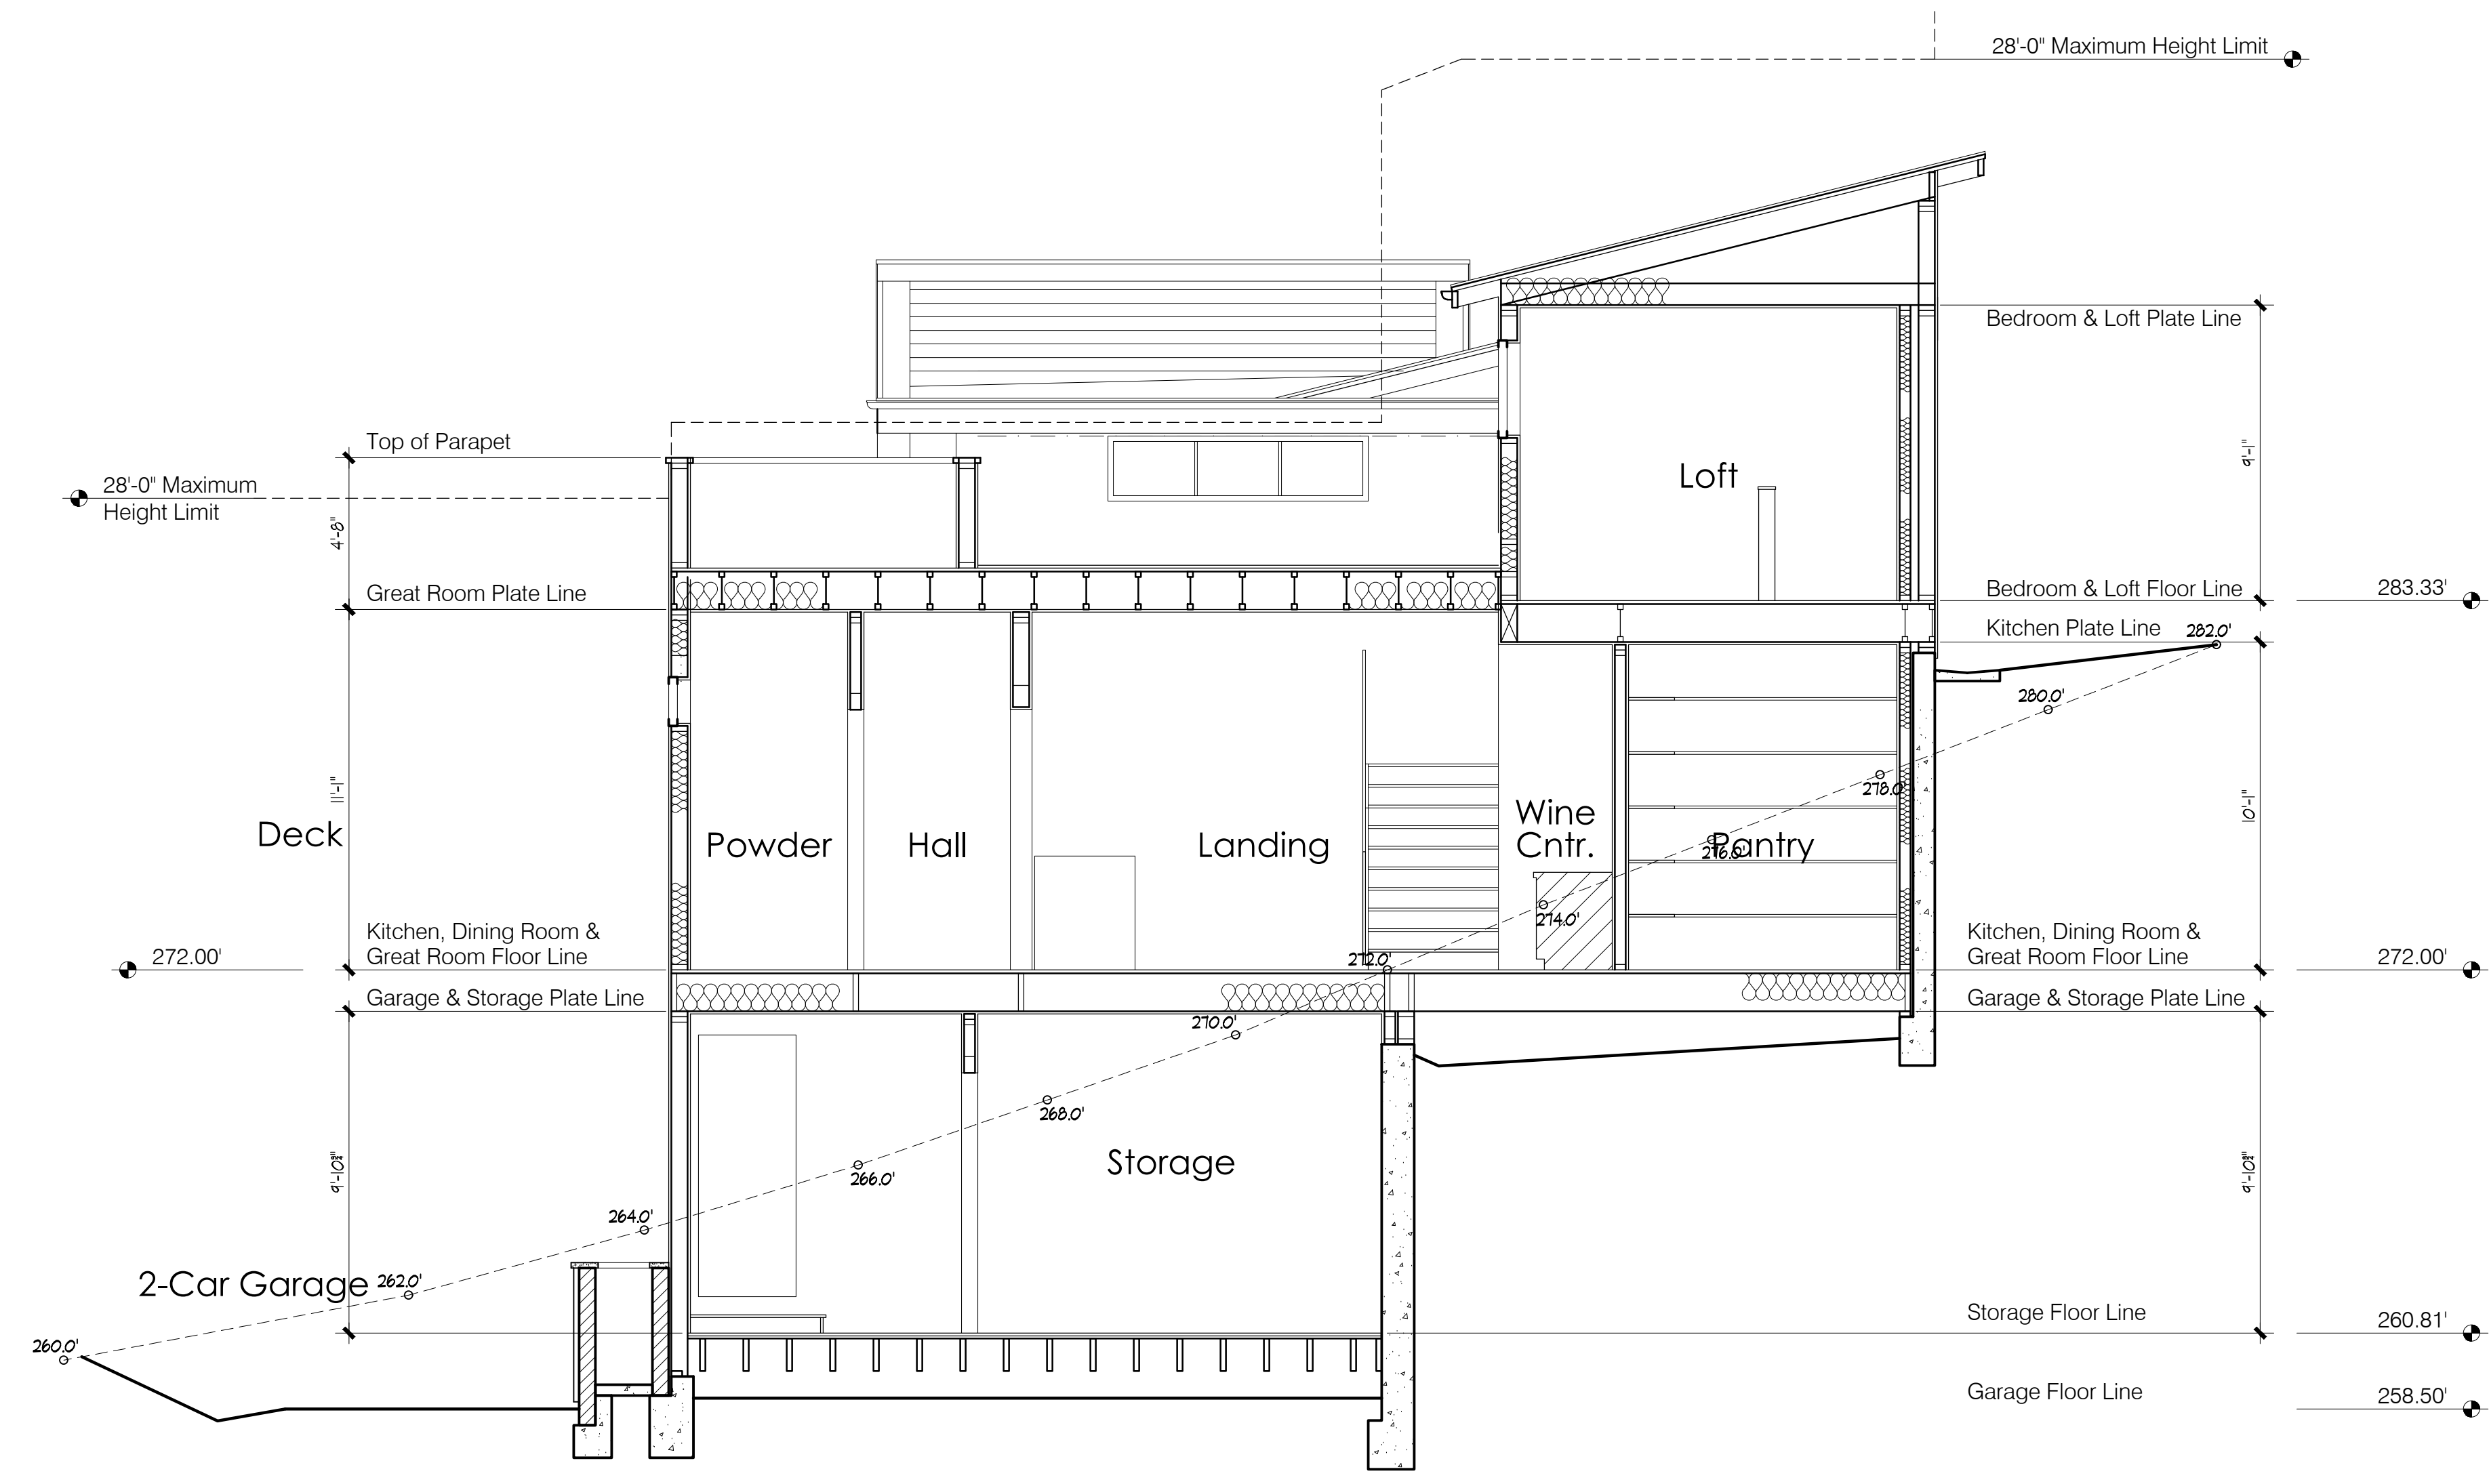 28'-0" Maximum Height Limit
Bedroom & Loft Plate Line
Top of Parapet
9'-1"
Loft
28'-0" Maximum
Height Limit
4'-8"
Great Room Plate Line
Bedroom & Loft Floor Line
283.33'
Kitchen Plate Line
282.0'
280.0'
278.0'
11'-1"
10'-1"
Deck
Powder
Hall
Landing
Wine
Cntr.
Pantry
276.0'
274.0'
Kitchen, Dining Room &
Great Room Floor Line
272.00'
272.0'
Kitchen, Dining Room &
Great Room Floor Line
272.00'
Garage & Storage Plate Line
Garage & Storage Plate Line
270.0'
268.0'
Storage
266.0'
9'-10¾"
9'-10¾"
264.0'
2-Car Garage
262.0'
260.0'
Storage Floor Line
260.81'
Garage Floor Line
258.50'